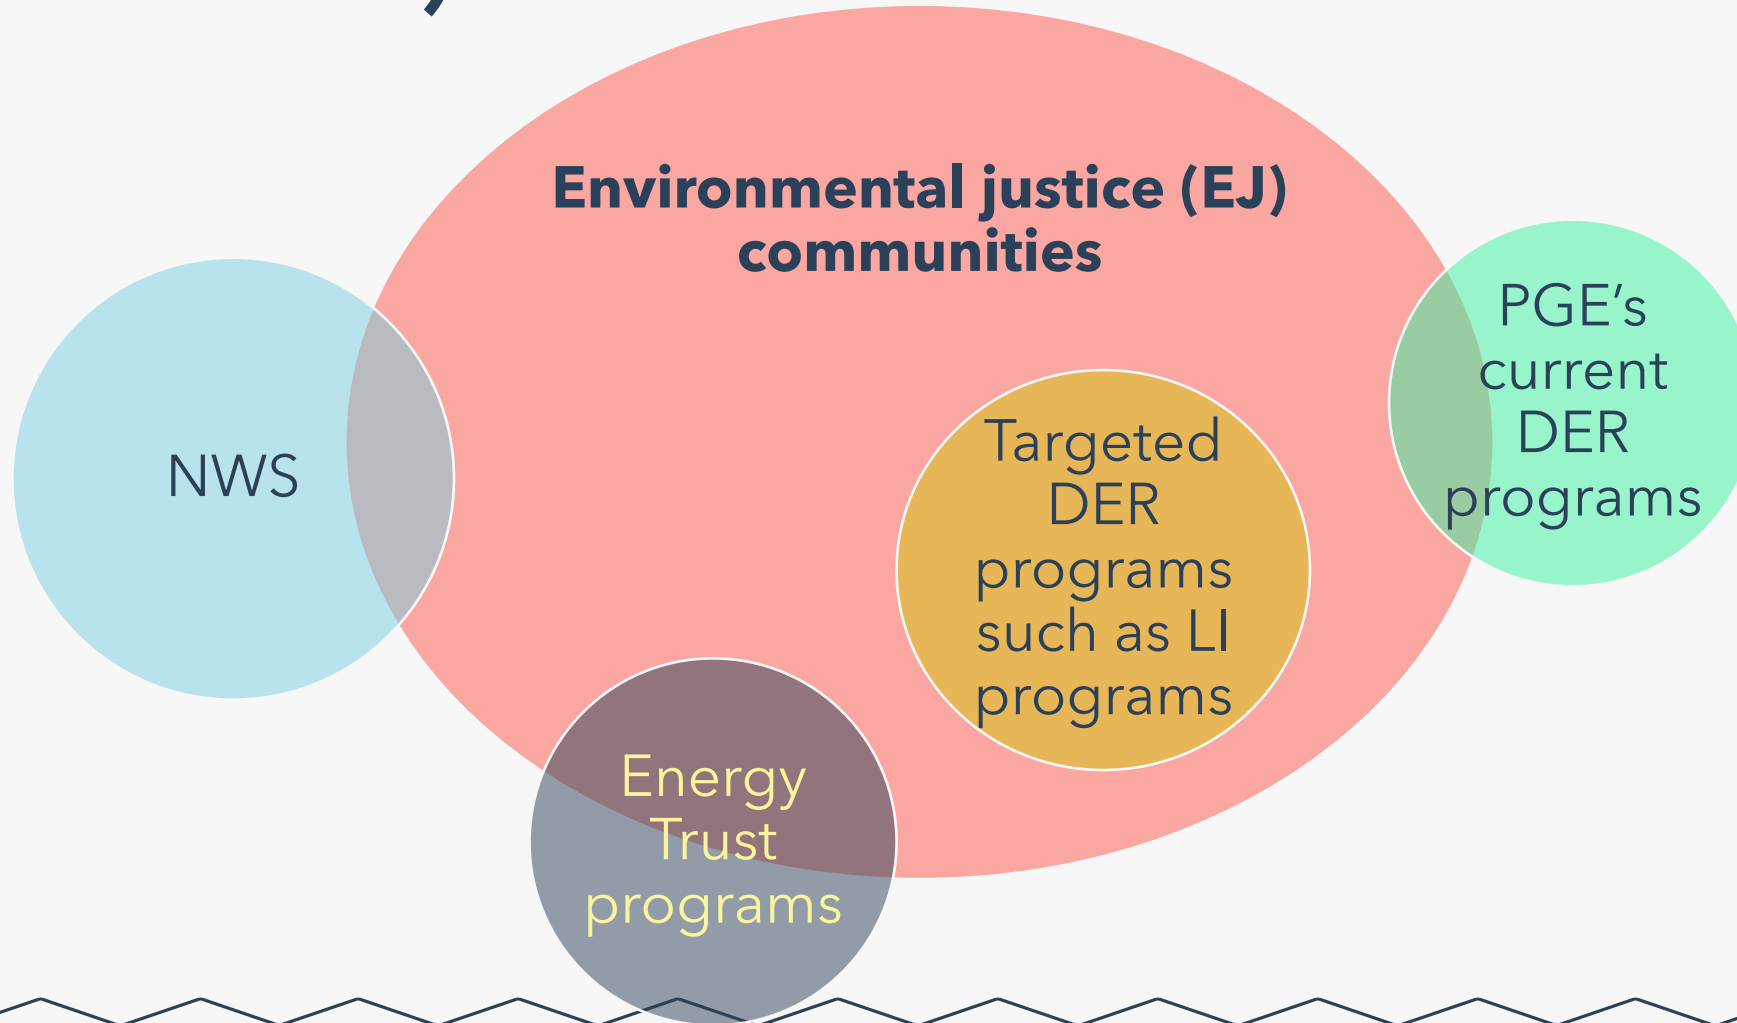 Environmental justice (EJ)
communities
NWS
Targeted
DER
programs
such as LI
programs
PGE’s
current
DER
programs
Energy
Trust
programs